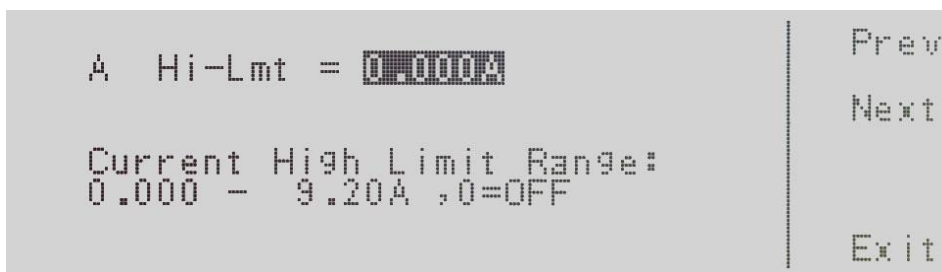 A Hi-Lmt = 0.000A
Current High Limit Range:
0.000 - 9.20A ,0=OFF
Prev
Next
Exit